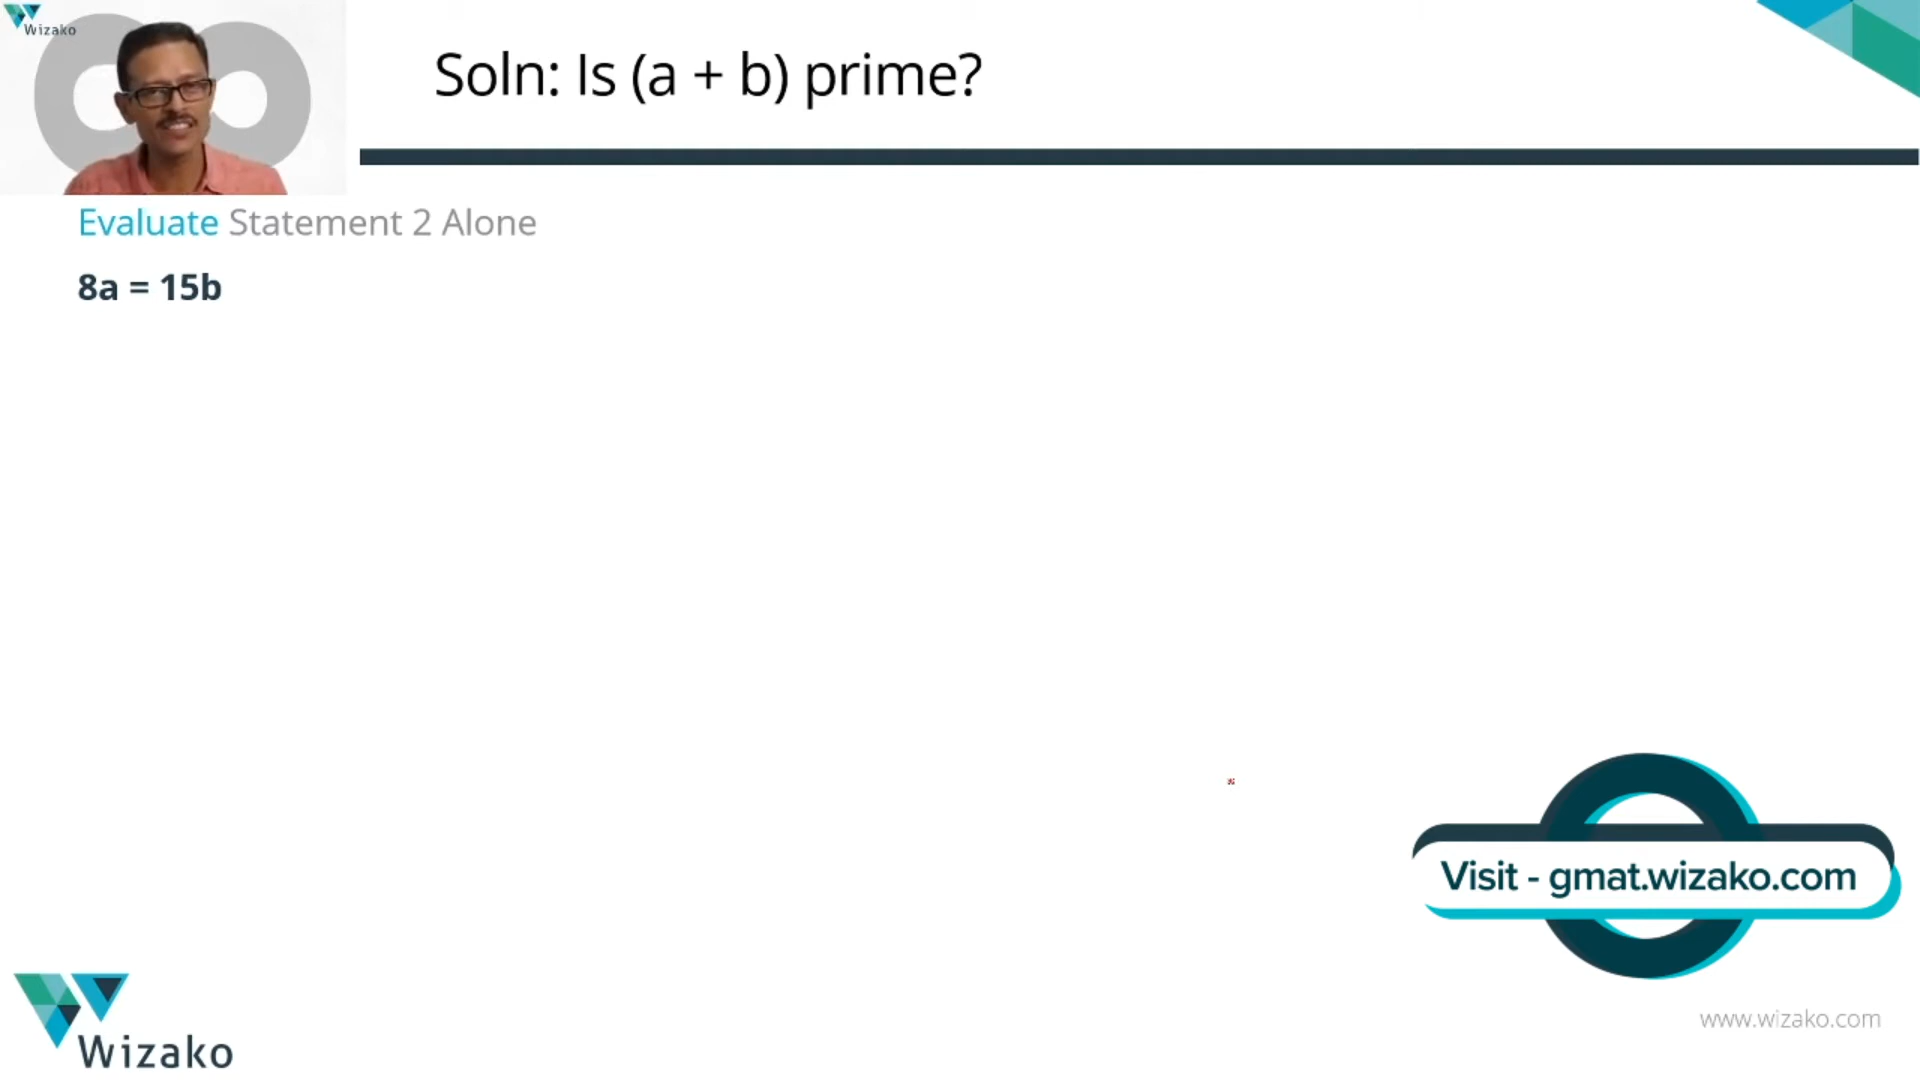 Wizako
Soln: Is (a + b) prime?
Evaluate Statement 2 Alone
8a = 15b
Visit - gmat.wizako.com
www.wizako.com
Wizako